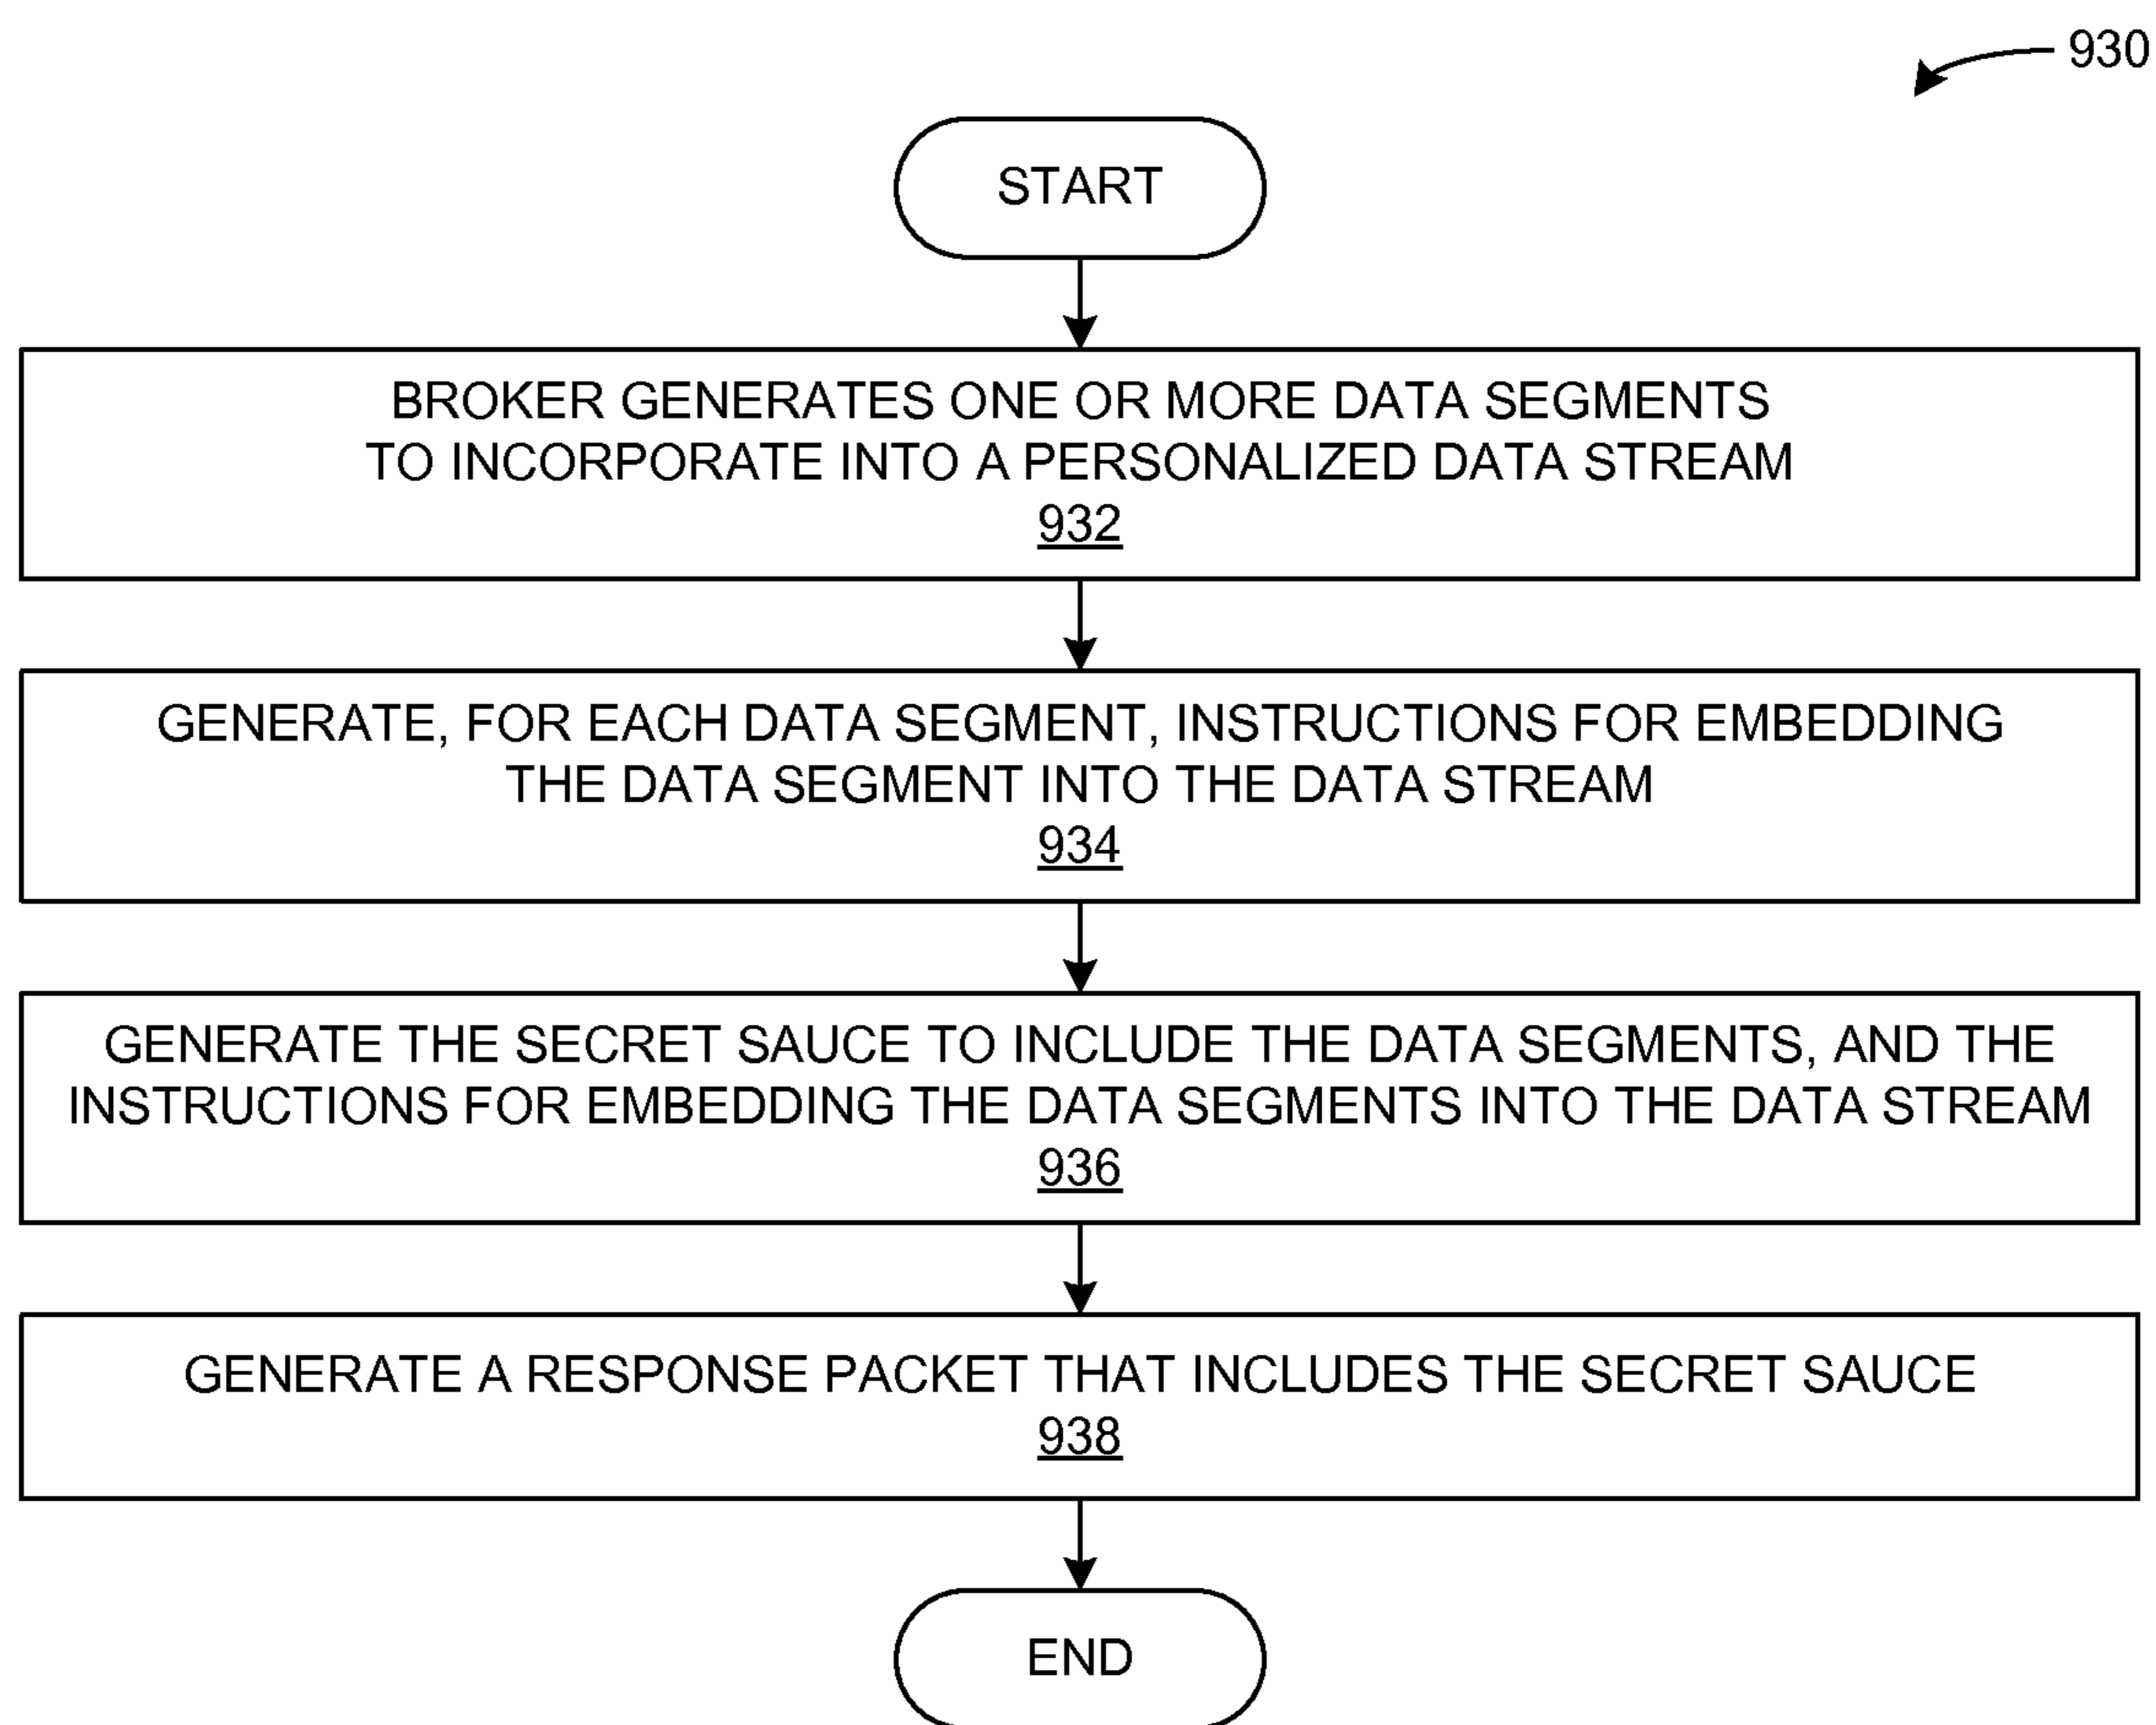 930
START
BROKER GENERATES ONE OR MORE DATA SEGMENTS
TO INCORPORATE INTO A PERSONALIZED DATA STREAM
932
GENERATE, FOR EACH DATA SEGMENT, INSTRUCTIONS FOR EMBEDDING
THE DATA SEGMENT INTO THE DATA STREAM
934
GENERATE THE SECRET SAUCE TO INCLUDE THE DATA SEGMENTS, AND THE
INSTRUCTIONS FOR EMBEDDING THE DATA SEGMENTS INTO THE DATA STREAM
936
GENERATE A RESPONSE PACKET THAT INCLUDES THE SECRET SAUCE
938
END